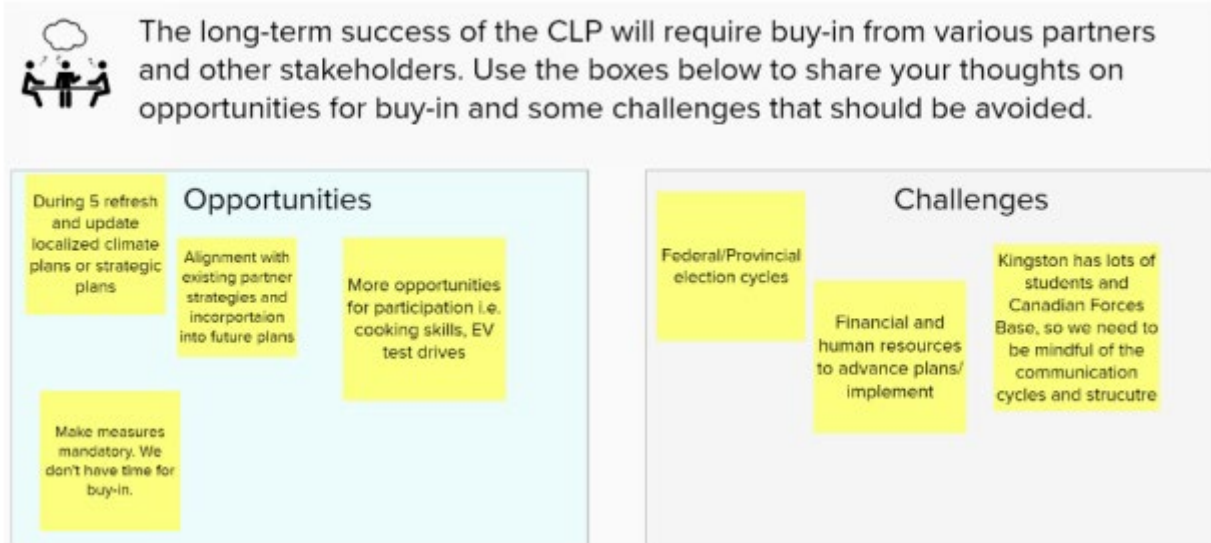 The long-term success of the CLP will require buy-in from various partners
and other stakeholders. Use the boxes below to share your thoughts on
opportunities for buy-in and some challenges that should be avoided.
Opportunities
During 5 refresh
and update
localized climate
plans or strategic
plans
Alignment with
existing partner
strategies and
incorportaion
into future plans
More opportunities
for participation i.e.
cooking skills, EV
test drives
Make measures
mandatory. We
don't have time for
buy-in.
Challenges
Federal/Provincial
election cycles
Financial and
human resources
to advance plans/
implement
Kingston has lots of
students and
Canadian Forces
Base, so we need to
be mindful of the
communication
cycles and strucutre